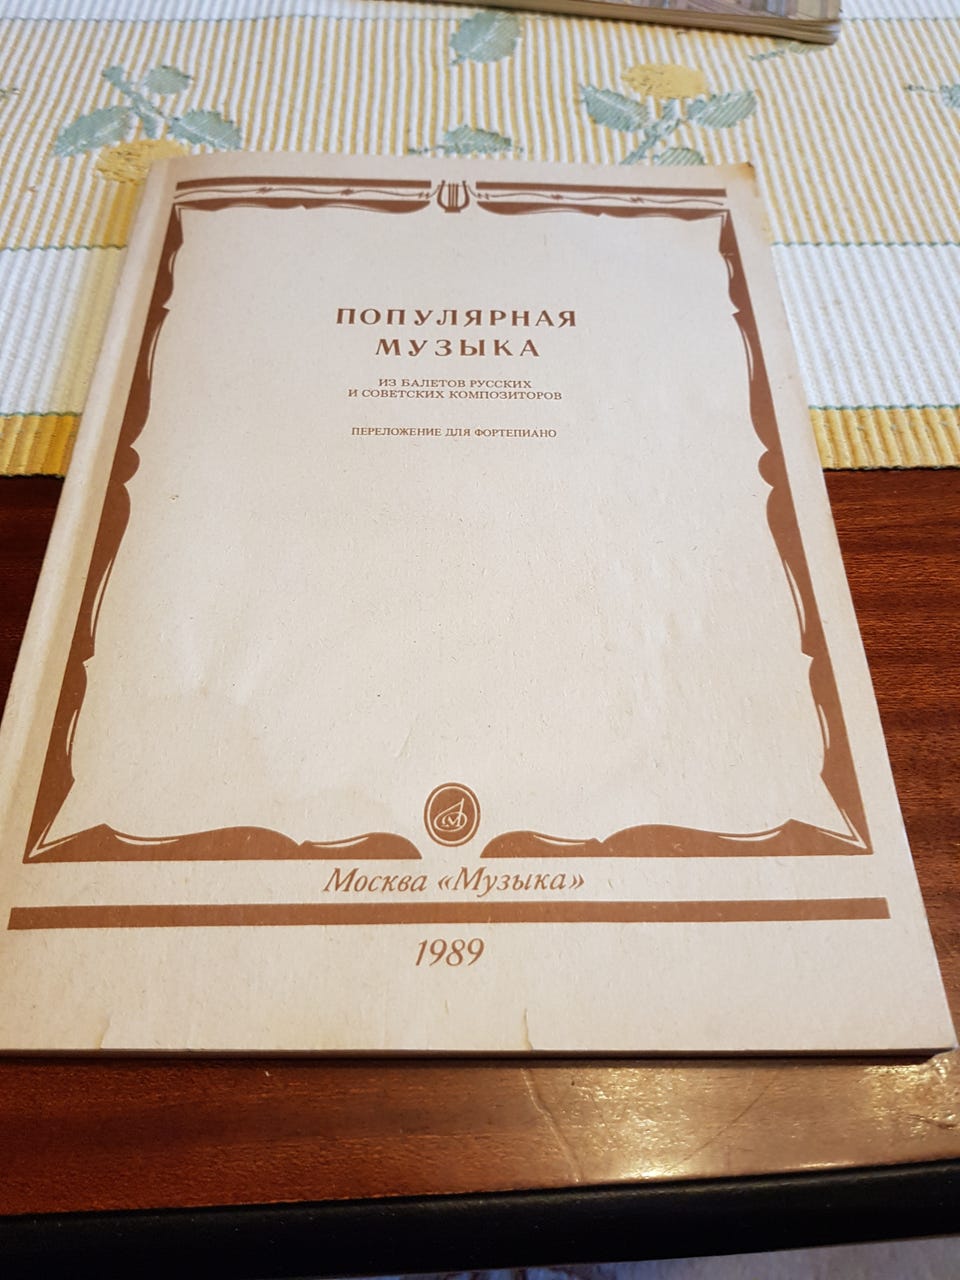 ПОПУЛЯРНАЯ
МУЗЫКА
ИЗ БАЛЕТОВ РУССКИХ
И СОВЕТСКИХ КОМПОЗИТОРОВ
ПЕРЕЛОЖЕНИЕ ДЛЯ ФОРТЕПИАНО
Москва «Музыка»
1989